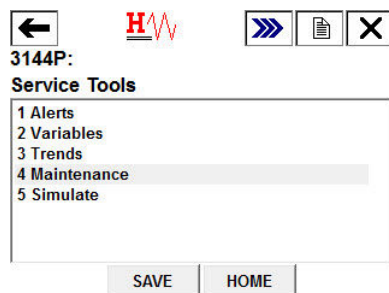 H
3144P:
Service Tools
1 Alerts
2 Variables
3 Trends
4 Maintenance
5 Simulate
SAVE HOME